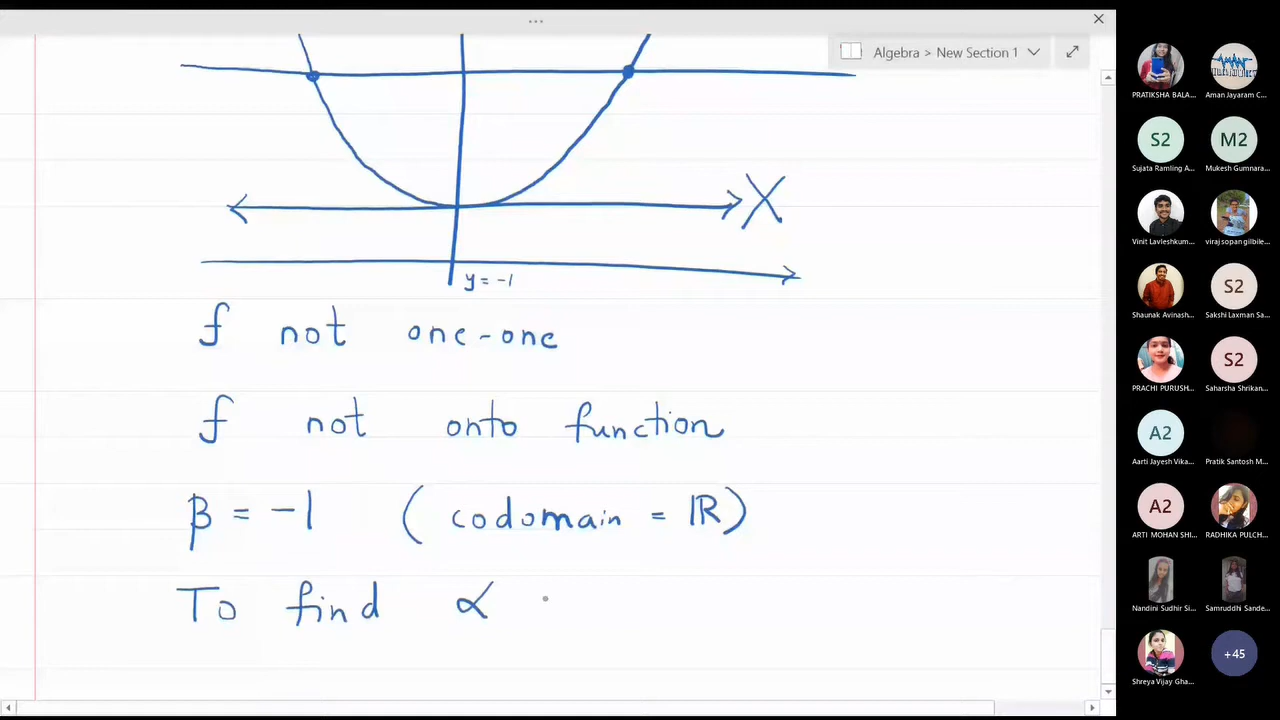 Algebra > New Section 1
X
y = -1
f not one-one
f not onto function
β = -1 ( codomain = ℝ )
To find α
PRATIKSHA BALA...
Aman Jayaram C...
S2
M2
Sujata Ramling A...
Mukesh Gumnara...
Vinit Lavleshkum...
viraj sopan gilbile...
S2
Shaunak Avinash...
Sakshi Laxman Sa...
S2
PRACHI PURUSH...
Saharsha Shrikan...
A2
Aarti Jayesh Vika...
Pratik Santosh M...
A2
ARTI MOHAN SHI...
RADHIKA PULCH...
Nandini Sudhir Si...
Samruddhi Sande...
+45
Shreya Vijay Gha...